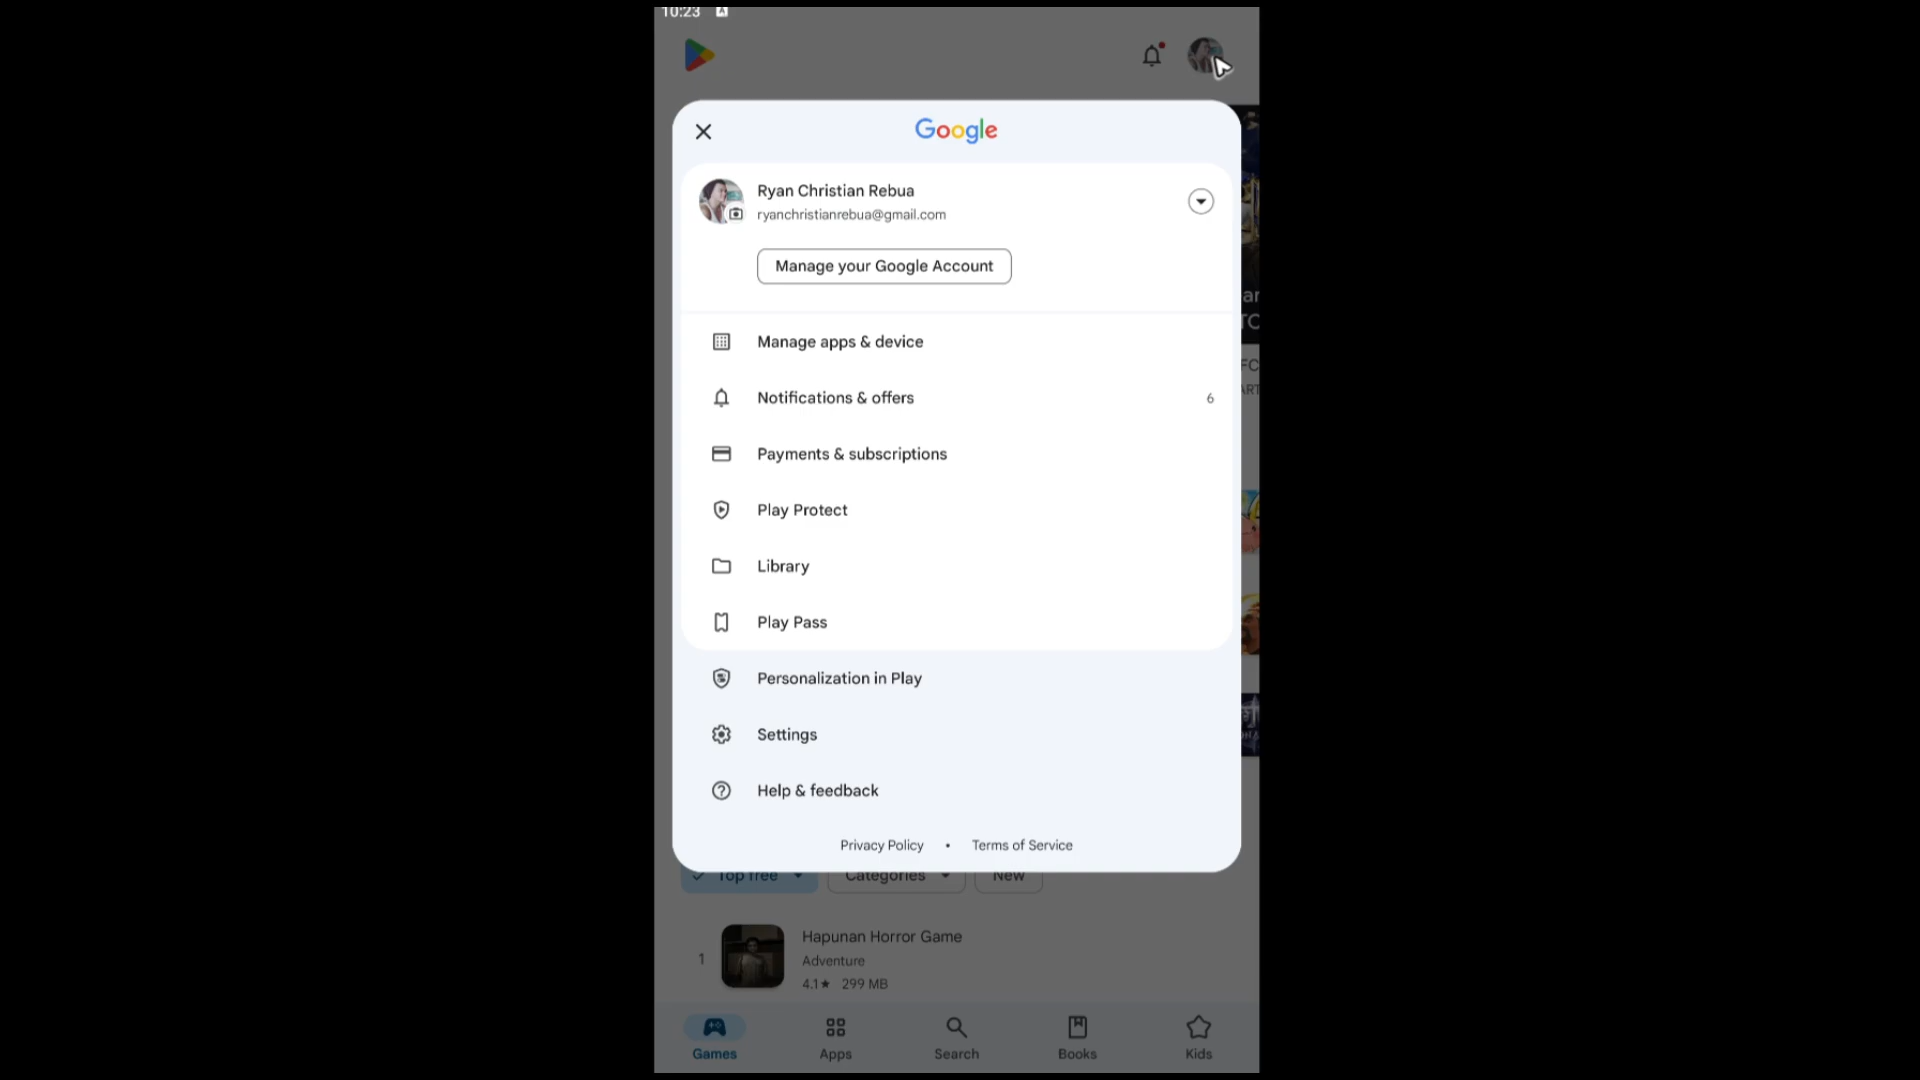 10:23
A
Google
Ryan Christian Rebua
ryanchristianrebua@gmail.com
Manage your Google Account
Manage apps & device
Notifications & offers
6
Payments & subscriptions
Play Protect
Library
Play Pass
Personalization in Play
Settings
Help & feedback
Privacy Policy • Terms of Service
Top free
Categories
New
1
Hapunan Horror Game
Adventure
4.1★ 299 MB
Games
Apps
Search
Books
Kids